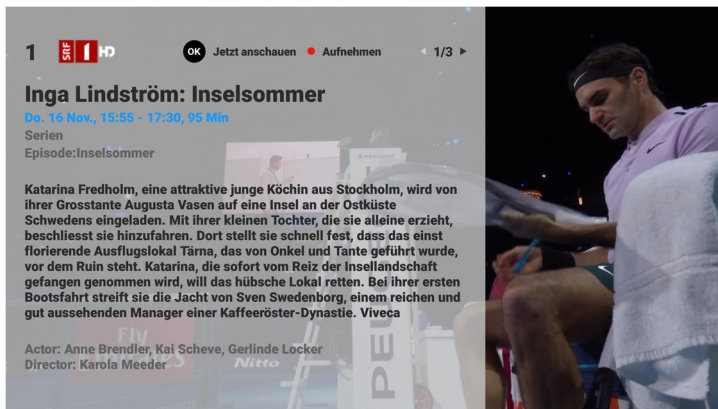 1 SRF 1 HD OK Jetzt anschauen Aufnehmen 1/3
Inga Lindström: Inselsommer
Do. 16 Nov., 15:55 - 17:30, 95 Min
Serien
Episode:Inselsommer
Katarina Fredholm, eine attraktive junge Köchin aus Stockholm, wird von
ihrer Grosstante Augusta Vasen auf eine Insel an der Ostküste
Schwedens eingeladen. Mit ihrer kleinen Tochter, die sie alleine erzieht,
beschliesst sie hinzufahren. Dort stellt sie schnell fest, dass das einst
florierende Ausflugslokal Tärna, das von Onkel und Tante geführt wurde,
vor dem Ruin steht. Katarina, die sofort vom Reiz der Insellandschaft
gefangen genommen wird, will das hübsche Lokal retten. Bei ihrer ersten
Bootsfahrt streift sie die Jacht von Sven Swedenborg, einem reichen und
gut aussehenden Manager einer Kaffeeröster-Dynastie. Viveca
Actor: Anne Brendler, Kai Scheve, Gerlinde Locker
Director: Karola Meeder
Fly
Emirates
Nitto
PEUGE